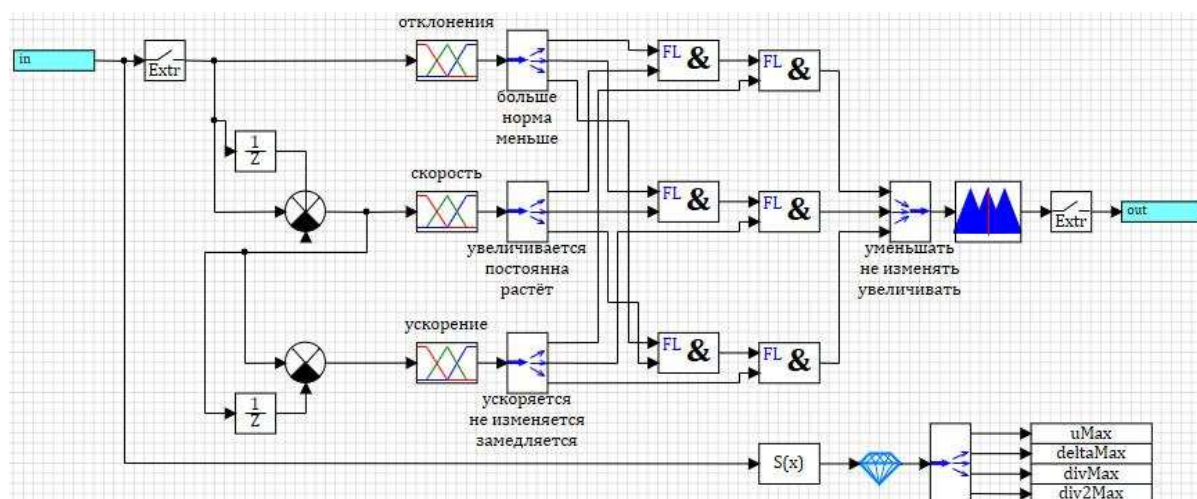 отклонения
in
Extr
FL &
FL &
больше
норма
меньше
1
Z
скорость
FL &
FL &
Extr
out
увеличивается
постоянна
растёт
уменьшать
не изменять
увеличивать
ускорение
FL &
FL &
1
Z
ускоряется
не изменяется
замедляется
S(x)
uMax
deltaMax
divMax
div2Max